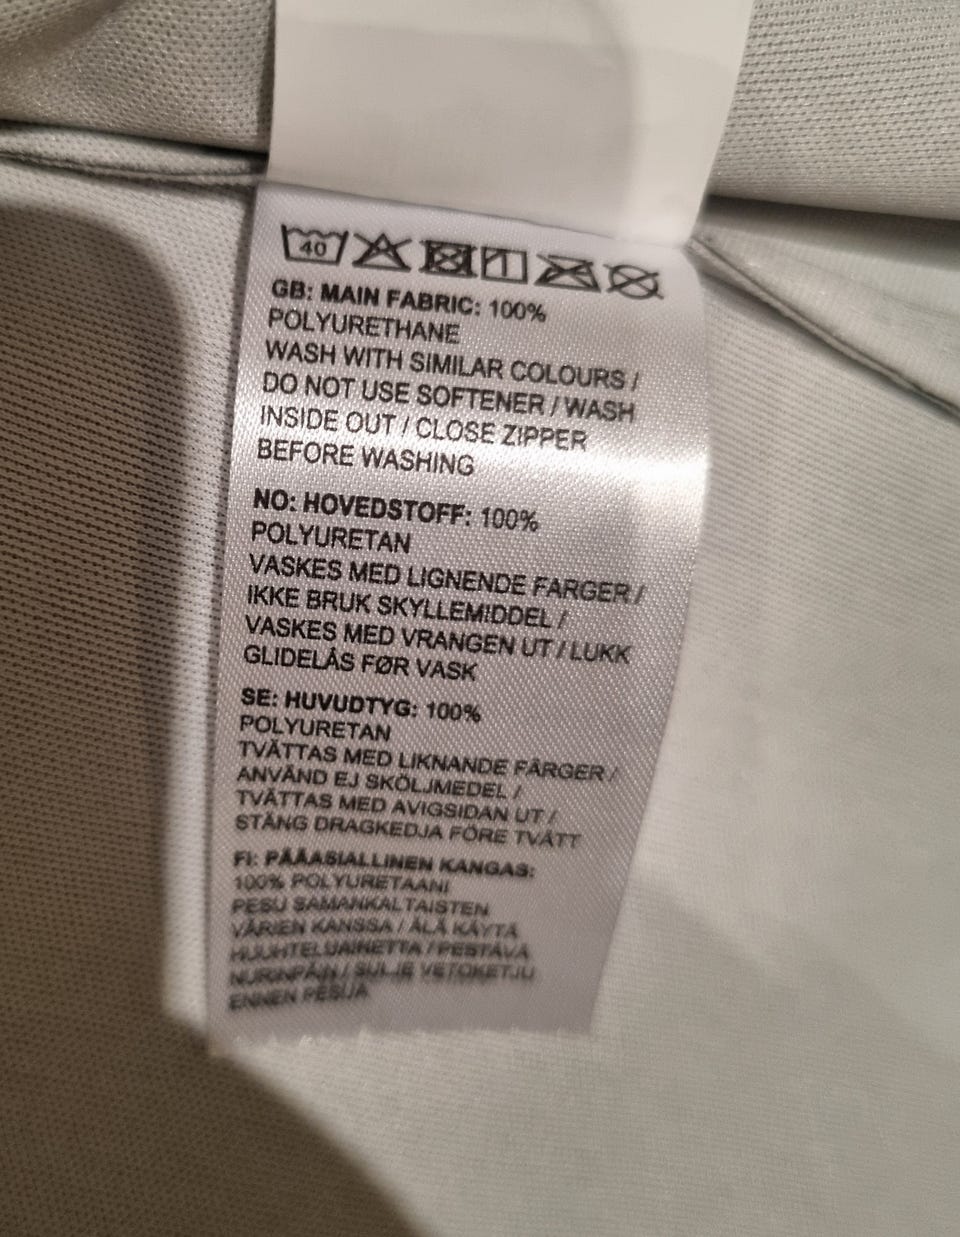 40
GB: MAIN FABRIC: 100%
POLYURETHANE
WASH WITH SIMILAR COLOURS /
DO NOT USE SOFTENER / WASH
INSIDE OUT / CLOSE ZIPPER
BEFORE WASHING
NO: HOVEDSTOFF: 100%
POLYURETAN
VASKES MED LIGNENDE FARGER /
IKKE BRUK SKYLLEMIDDEL /
VASKES MED VRANGEN UT / LUKK
GLIDELÅS FØR VASK
SE: HUVUDTYG: 100%
POLYURETAN
TVÄTTAS MED LIKNANDE FÄRGER /
ANVÄND EJ SKÖLJMEDEL /
TVÄTTAS MED AVIGSIDAN UT /
STÄNG DRAGKEDJA FÖRE TVÄTT
FI: PÄÄASIALLINEN KANGAS:
100% POLYURETAANI
PESU SAMANKALTAISTEN
VÄRIEN KANSSA / ÄLÄ KÄYTÄ
HUUHTELUAINETTA / PESTÄVÄ
NURINPÄIN / SULJE VETOKETJU
ENNEN PESUA